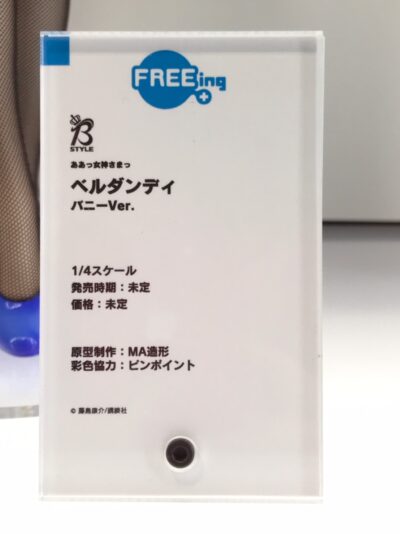 FREEing
B
STYLE
ああっ女神さまっ
ベルダンディ
バニーVer.
1/4スケール
発売時期：未定
価格：未定
原型制作：MA造形
彩色協力：ピンポイント
© 藤島康介/講談社